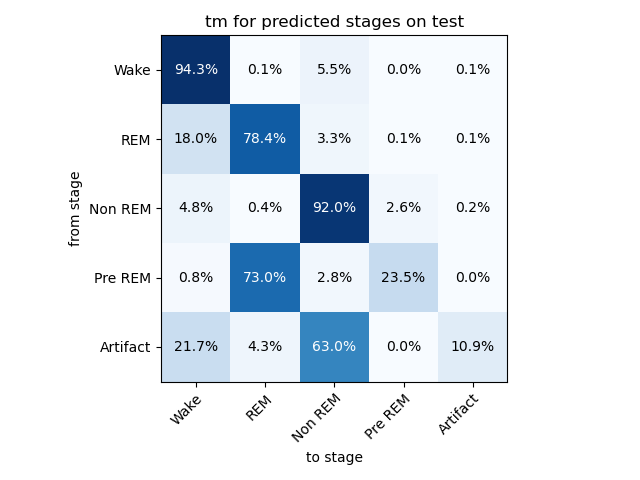 tm for predicted stages on test
from stage
Wake 94.3% 0.1% 5.5% 0.0% 0.1%
REM 18.0% 78.4% 3.3% 0.1% 0.1%
Non REM 4.8% 0.4% 92.0% 2.6% 0.2%
Pre REM 0.8% 73.0% 2.8% 23.5% 0.0%
Artifact 21.7% 4.3% 63.0% 0.0% 10.9%
Wake REM Non REM Pre REM Artifact
to stage